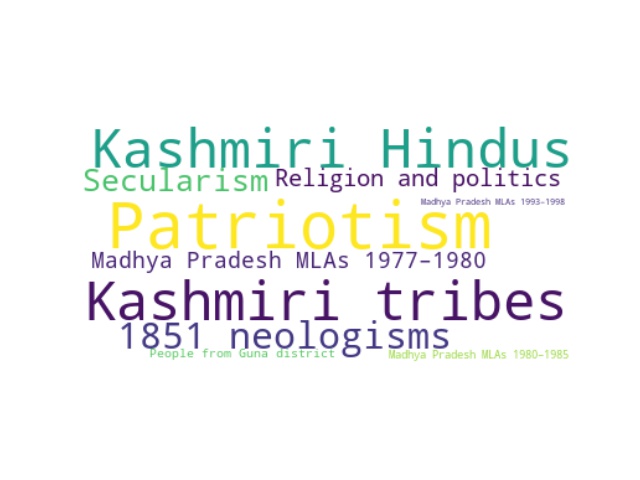 Kashmiri Hindus
Secularism
Religion and politics
Madhya Pradesh MLAs 1993–1998
Patriotism
Madhya Pradesh MLAs 1977–1980
Kashmiri tribes
1851 neologisms
People from Guna district
Madhya Pradesh MLAs 1980–1985